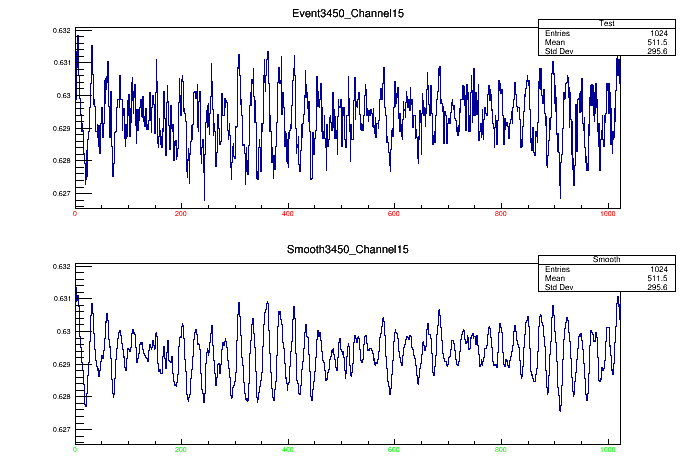 Event3450_Channel15
Test
Entries 1024
Mean 511.5
Std Dev 295.6
0.632
0.631
0.63
0.629
0.628
0.627
0 200 400 600 800 1000
Smooth3450_Channel15
Smooth
Entries 1024
Mean 511.5
Std Dev 295.6
0.632
0.631
0.63
0.629
0.628
0.627
0 200 400 600 800 1000